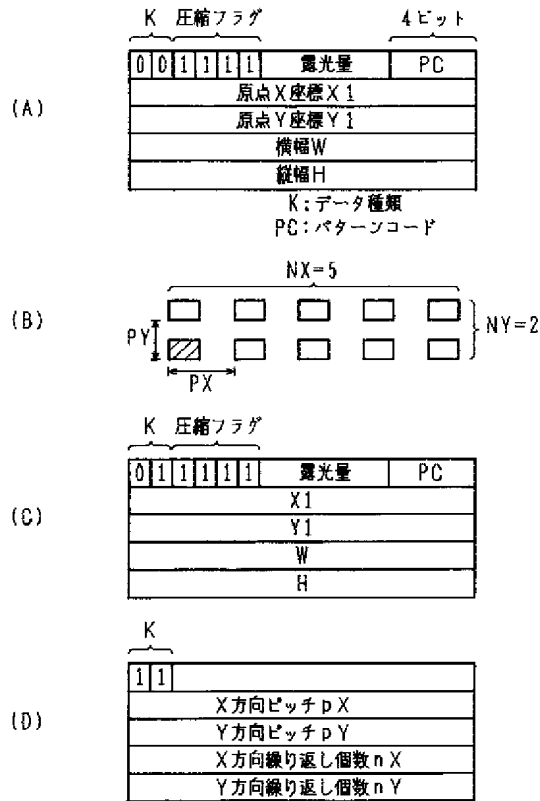 K 圧縮フラグ 4ビット
0 0 1 1 1 1 露光量 PC
(A)
原点X座標X1
原点Y座標Y1
横幅W
縦幅H
K:データ種類
PC:パターンコード
NX=5
(B)
PY
NY=2
PX
K 圧縮フラグ
0 1 1 1 1 1 露光量 PC
(C)
X1
Y1
W
H
K
1 1
(D)
X方向ピッチpX
Y方向ピッチpY
X方向繰り返し個数nX
Y方向繰り返し個数nY